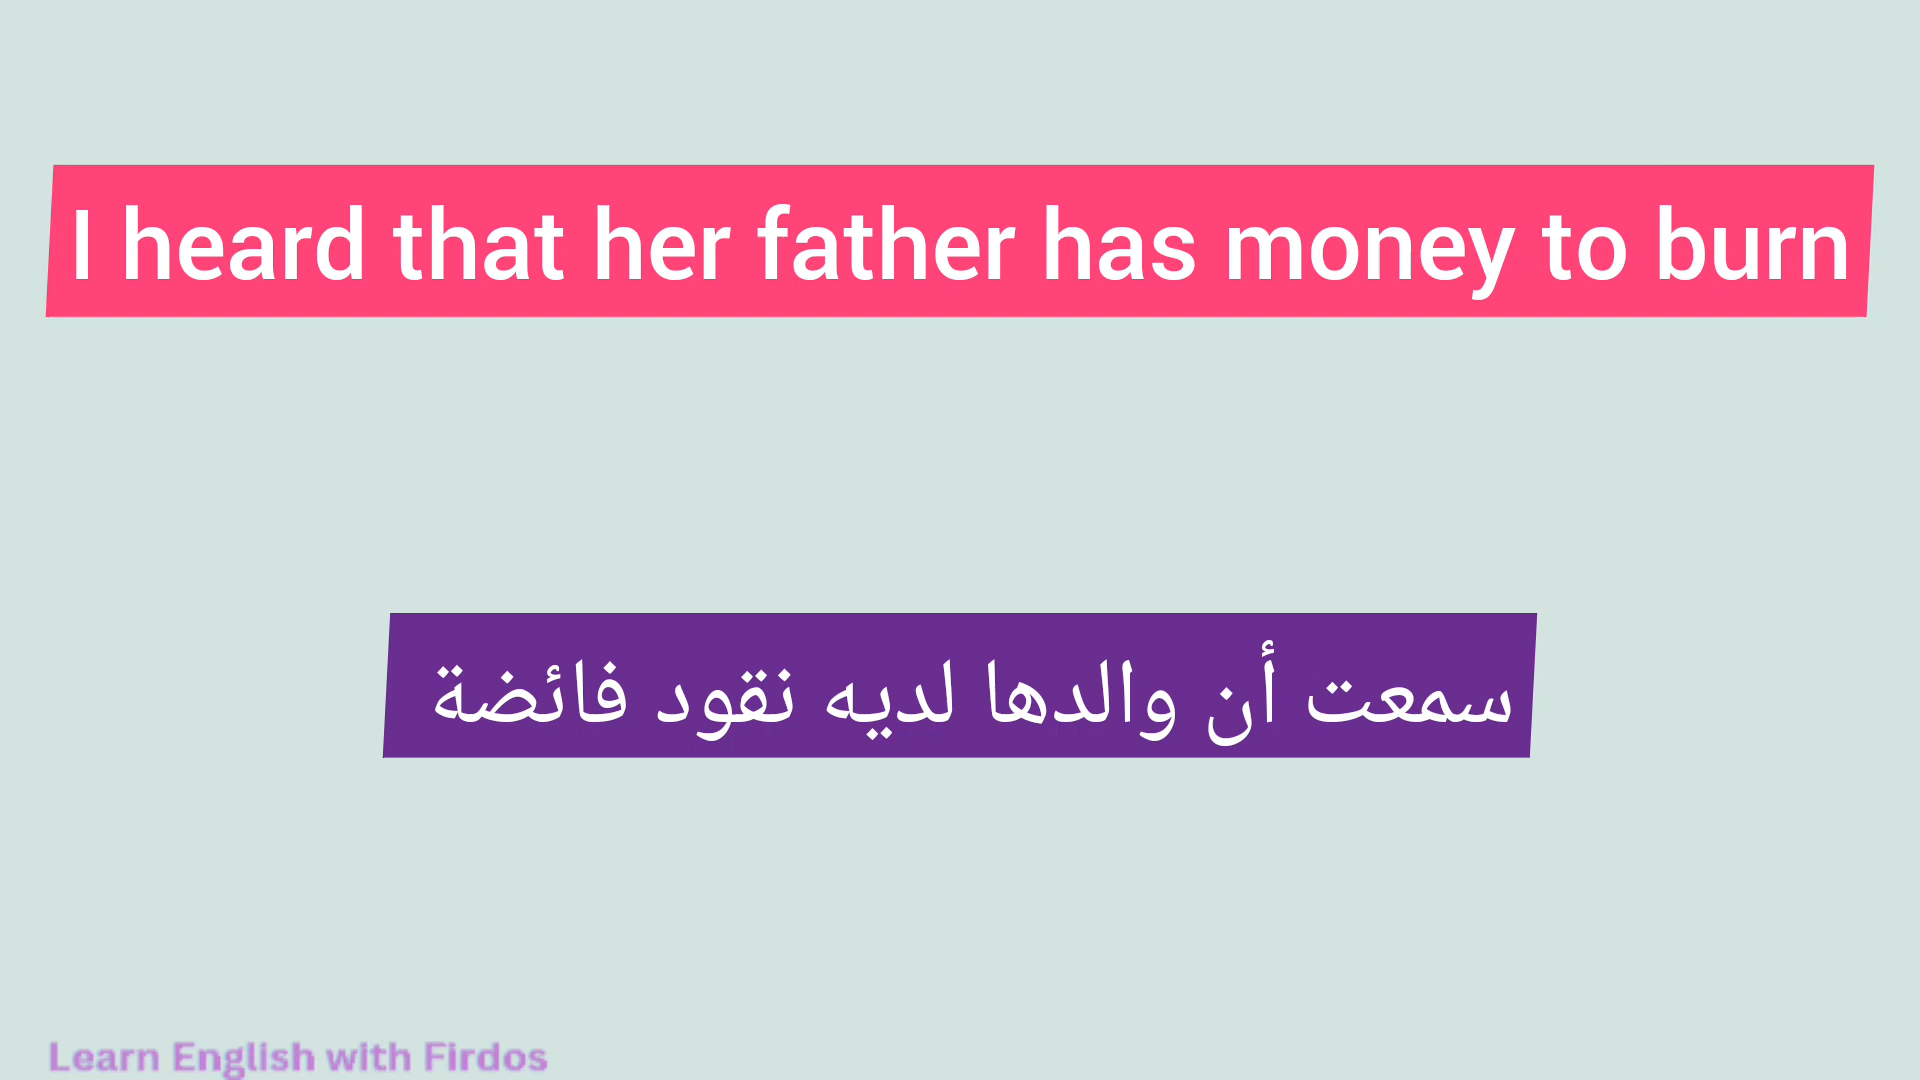 I heard that her father has money to burn
سمعت أن والدها لديه نقود فائضة
Learn English with Firdos